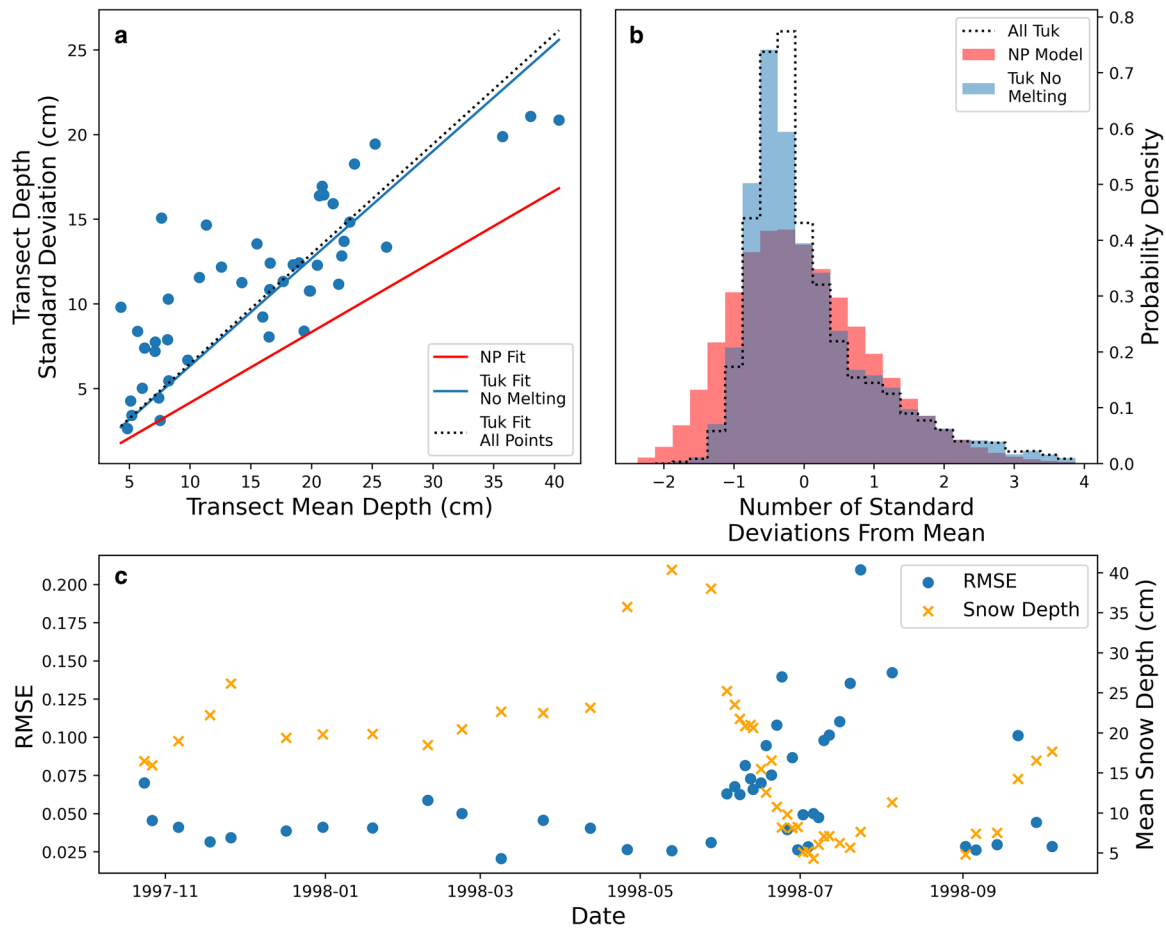 a
25
20
15
10
5
Transect Depth
Standard Deviation (cm)
NP Fit
Tuk Fit
No Melting
Tuk Fit
All Points
5 10 15 20 25 30 35 40
Transect Mean Depth (cm)
b
All Tuk
NP Model
Tuk No
Melting
0.8
0.7
0.6
0.5
0.4
0.3
0.2
0.1
0.0
Probability Density
−2 −1 0 1 2 3 4
Number of Standard
Deviations From Mean
c
RMSE
Snow Depth
0.200
0.175
0.150
0.125
0.100
0.075
0.050
0.025
RMSE
40
35
30
25
20
15
10
5
Mean Snow Depth (cm)
1997-11 1998-01 1998-03 1998-05 1998-07 1998-09
Date